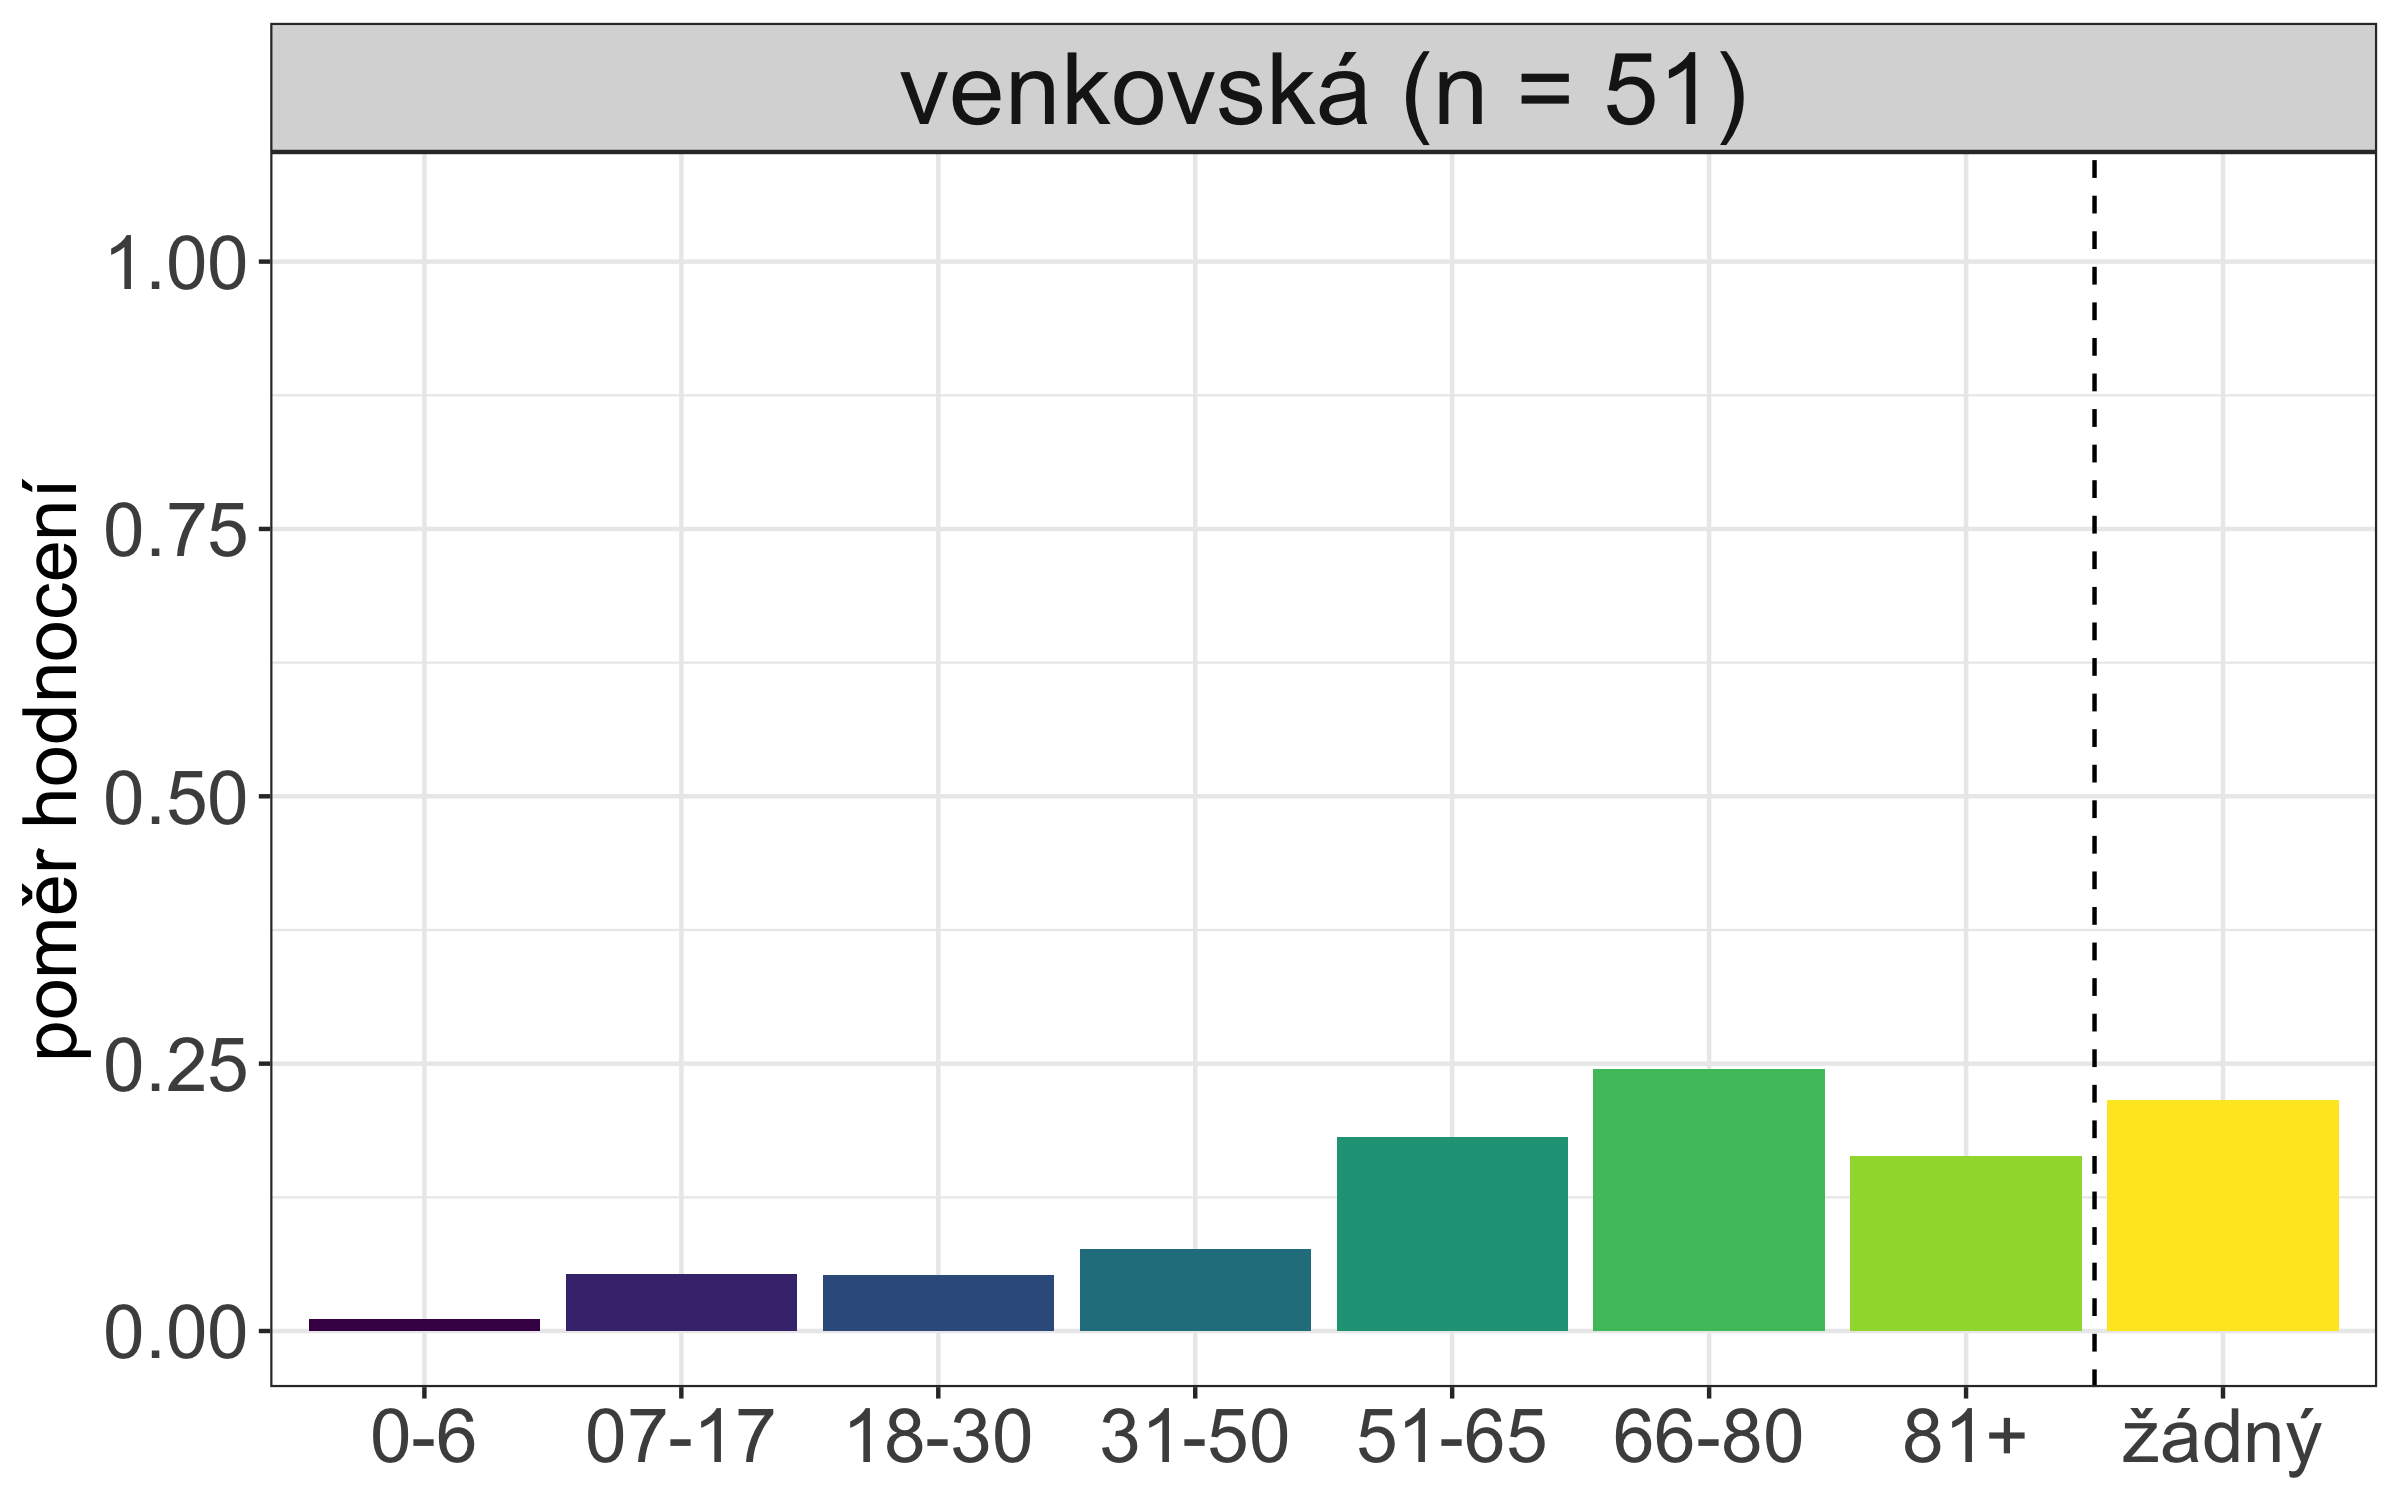 venkovská (n = 51)
poměr hodnocení
1.00
0.75
0.50
0.25
0.00
0-6 07-17 18-30 31-50 51-65 66-80 81+ žádný